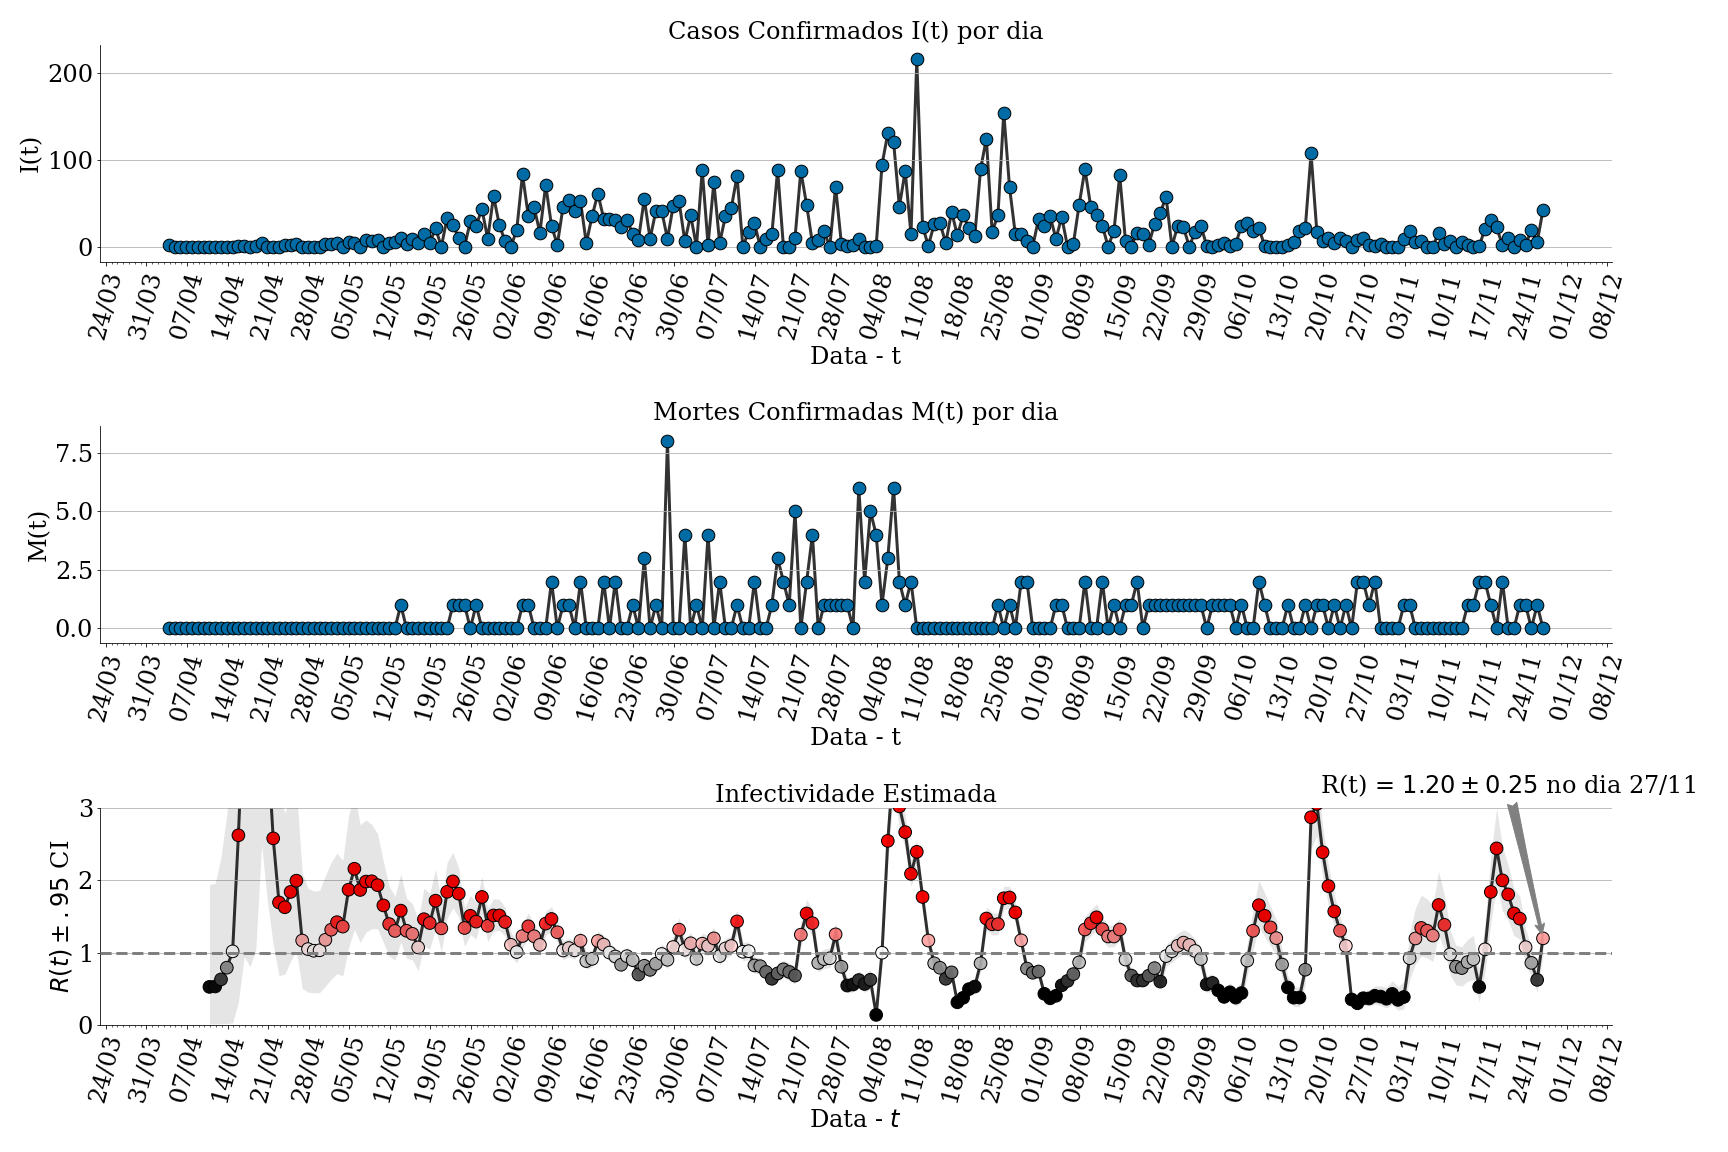 Casos Confirmados I(t) por dia
I(t)
200
100
0
24/03 31/03 07/04 14/04 21/04 28/04 05/05 12/05 19/05 26/05 02/06 09/06 16/06 23/06 30/06 07/07 14/07 21/07 28/07 04/08 11/08 18/08 25/08 01/09 08/09 15/09 22/09 29/09 06/10 13/10 20/10 27/10 03/11 10/11 17/11 24/11 01/12 08/12
Data - t
Mortes Confirmadas M(t) por dia
M(t)
7.5
5.0
2.5
0.0
24/03 31/03 07/04 14/04 21/04 28/04 05/05 12/05 19/05 26/05 02/06 09/06 16/06 23/06 30/06 07/07 14/07 21/07 28/07 04/08 11/08 18/08 25/08 01/09 08/09 15/09 22/09 29/09 06/10 13/10 20/10 27/10 03/11 10/11 17/11 24/11 01/12 08/12
Data - t
R(t) = 1.20 ± 0.25 no dia 27/11
Infectividade Estimada
R(t) ± .95 CI
3
2
1
0
24/03 31/03 07/04 14/04 21/04 28/04 05/05 12/05 19/05 26/05 02/06 09/06 16/06 23/06 30/06 07/07 14/07 21/07 28/07 04/08 11/08 18/08 25/08 01/09 08/09 15/09 22/09 29/09 06/10 13/10 20/10 27/10 03/11 10/11 17/11 24/11 01/12 08/12
Data - t